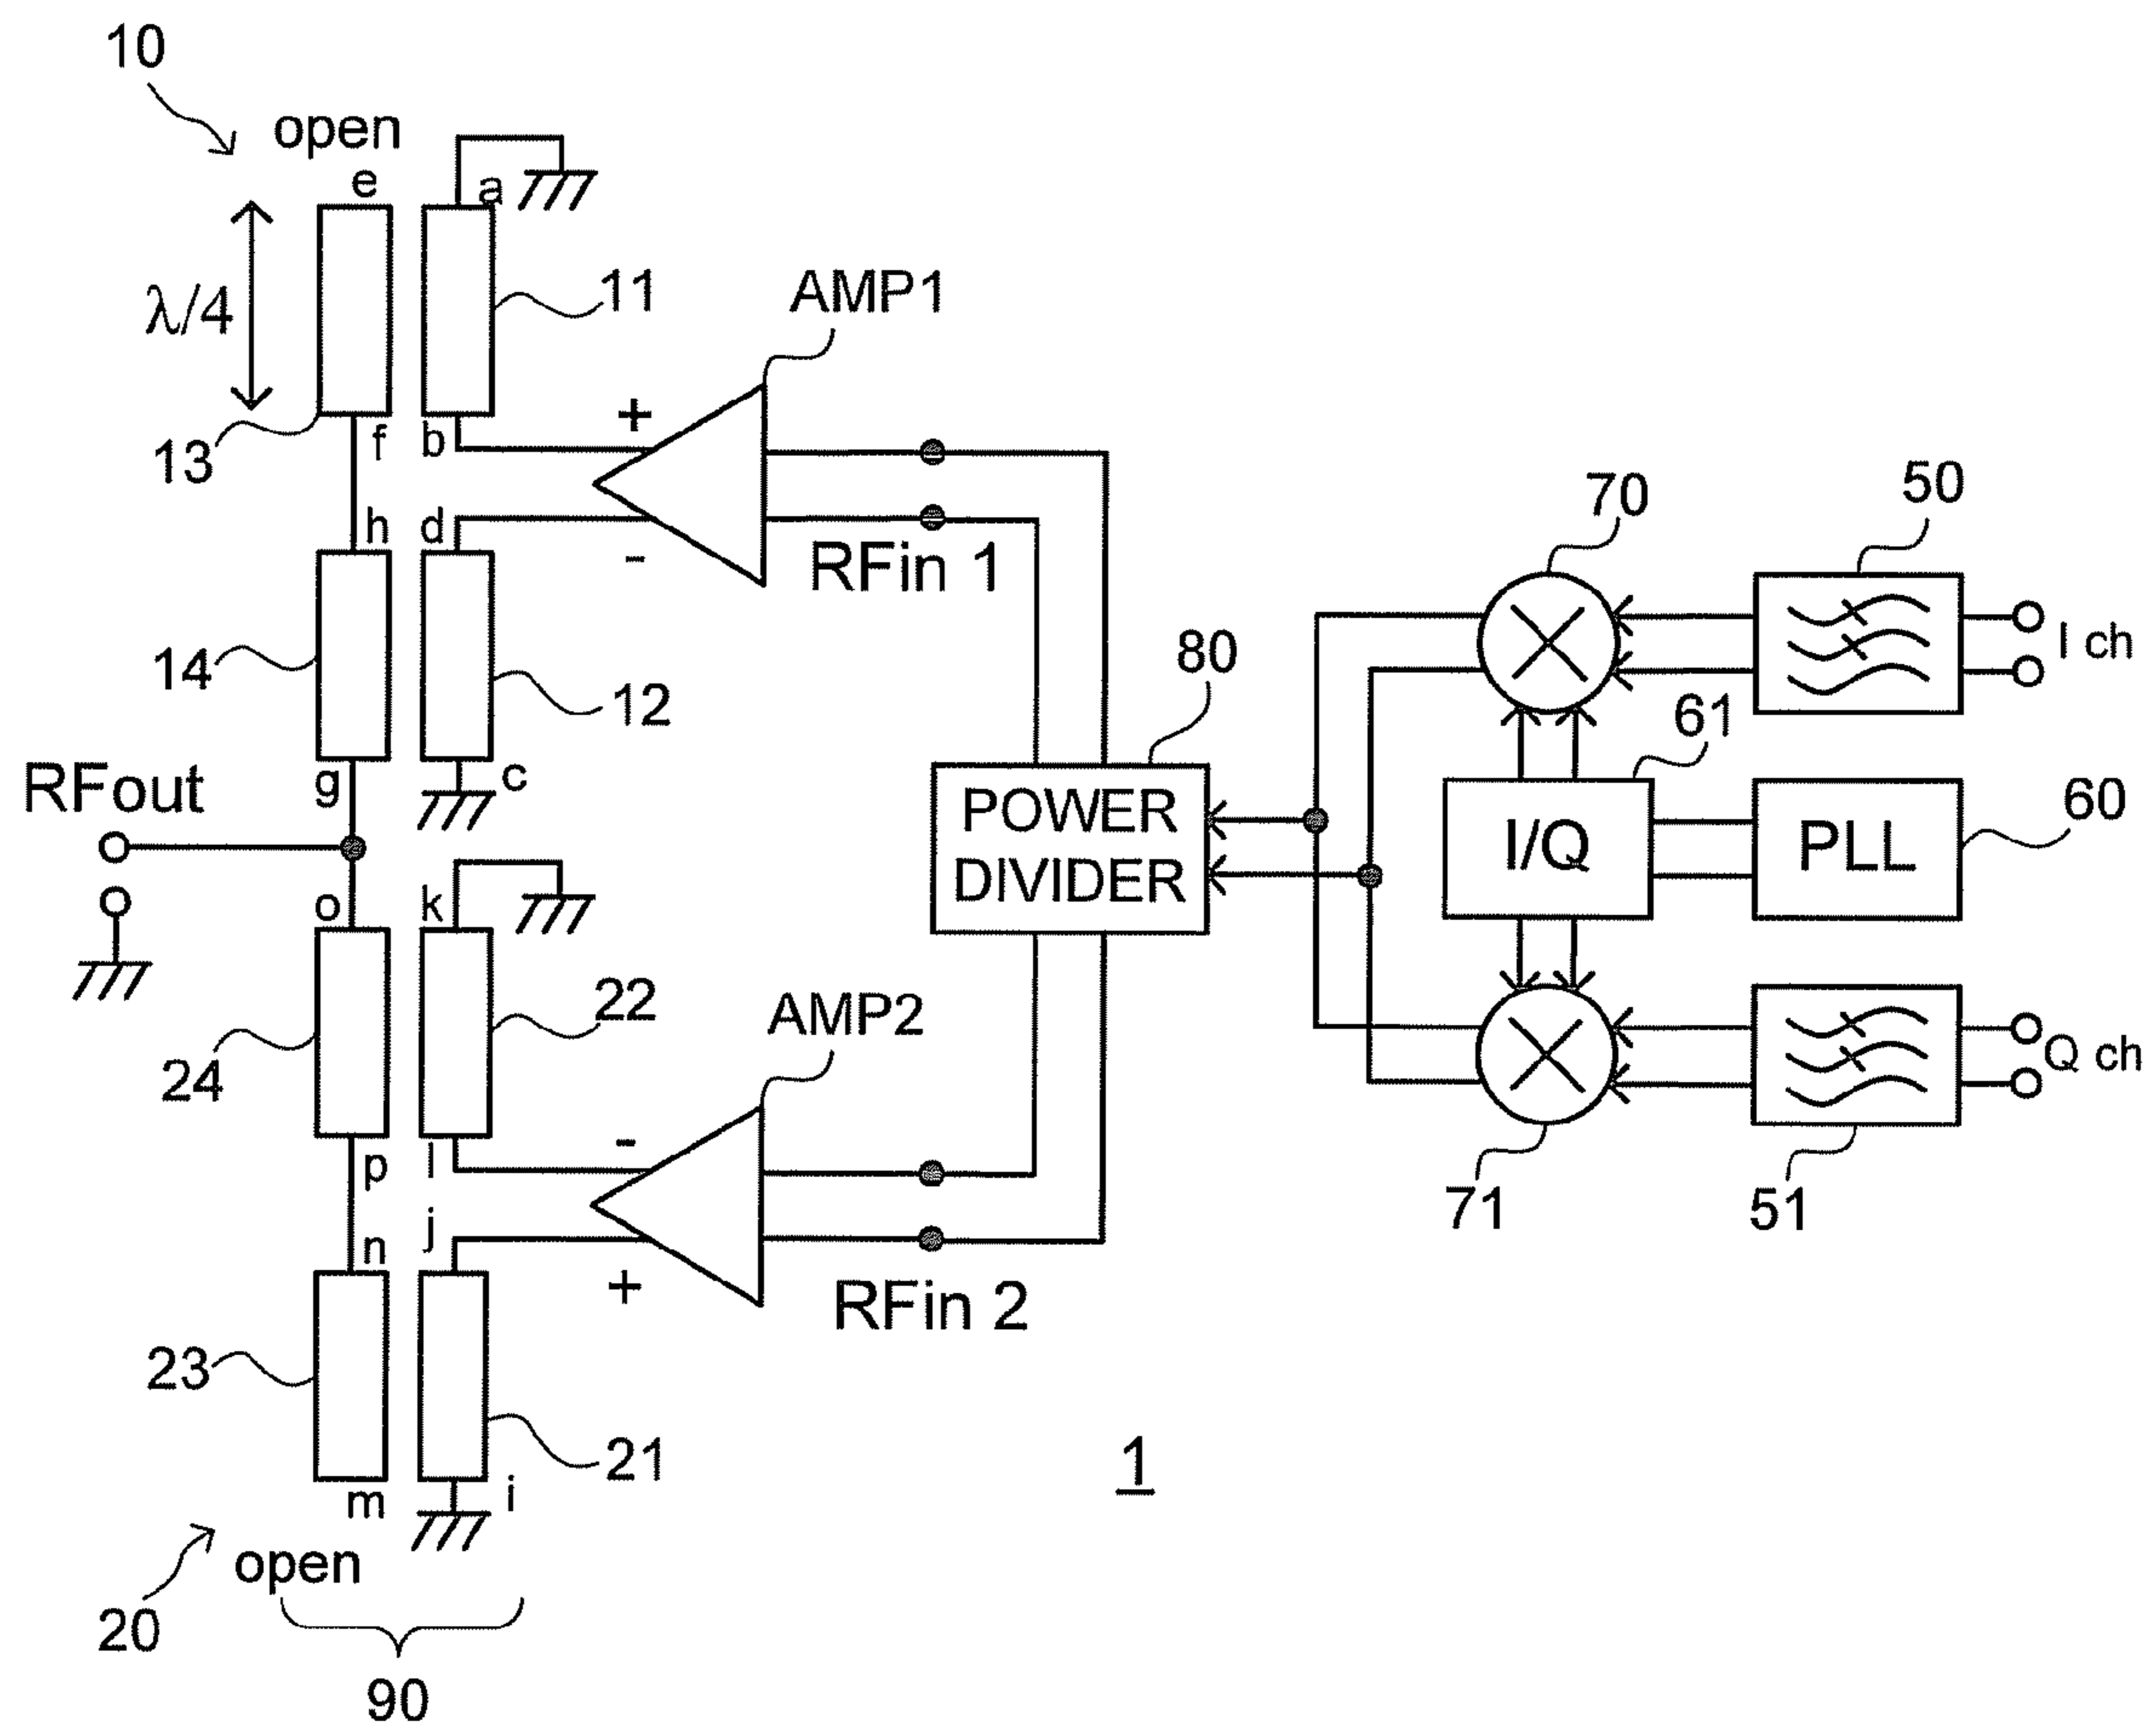 10
open
e
a
λ/4
11
AMP1
13
f
b
+
h
d
-
RFin 1
70
50
I ch
14
12
80
61
RFout
g
c
POWER
DIVIDER
I/Q
PLL
60
o
k
24
22
AMP2
Q ch
p
l
-
j
n
+
71
51
RFin 2
23
21
m
i
1
open
20
90